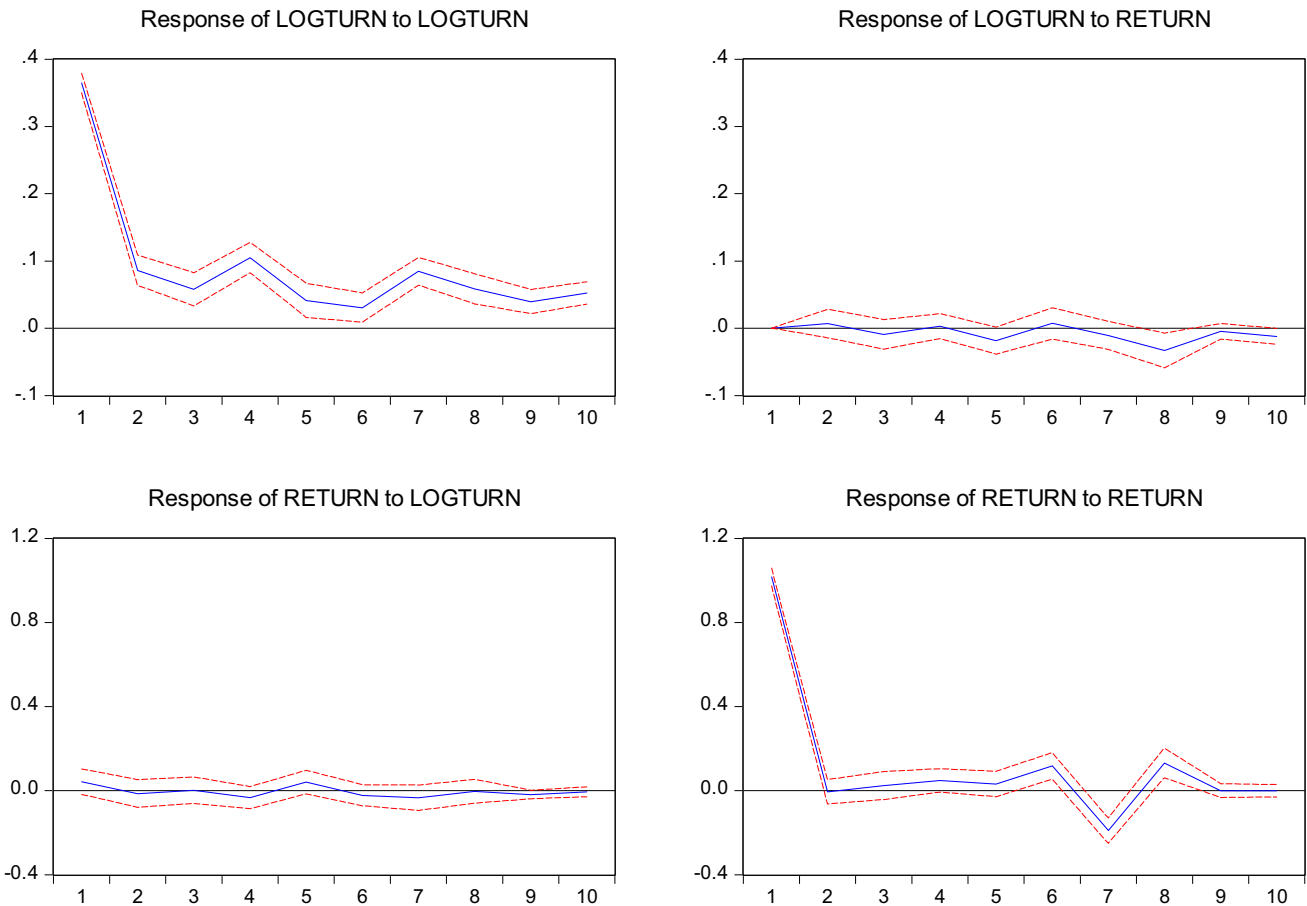 Response of LOGTURN to LOGTURN
.4
.3
.2
.1
.0
-.1
1 2 3 4 5 6 7 8 9 10
Response of LOGTURN to RETURN
.4
.3
.2
.1
.0
-.1
1 2 3 4 5 6 7 8 9 10
Response of RETURN to LOGTURN
1.2
0.8
0.4
0.0
-0.4
1 2 3 4 5 6 7 8 9 10
Response of RETURN to RETURN
1.2
0.8
0.4
0.0
-0.4
1 2 3 4 5 6 7 8 9 10